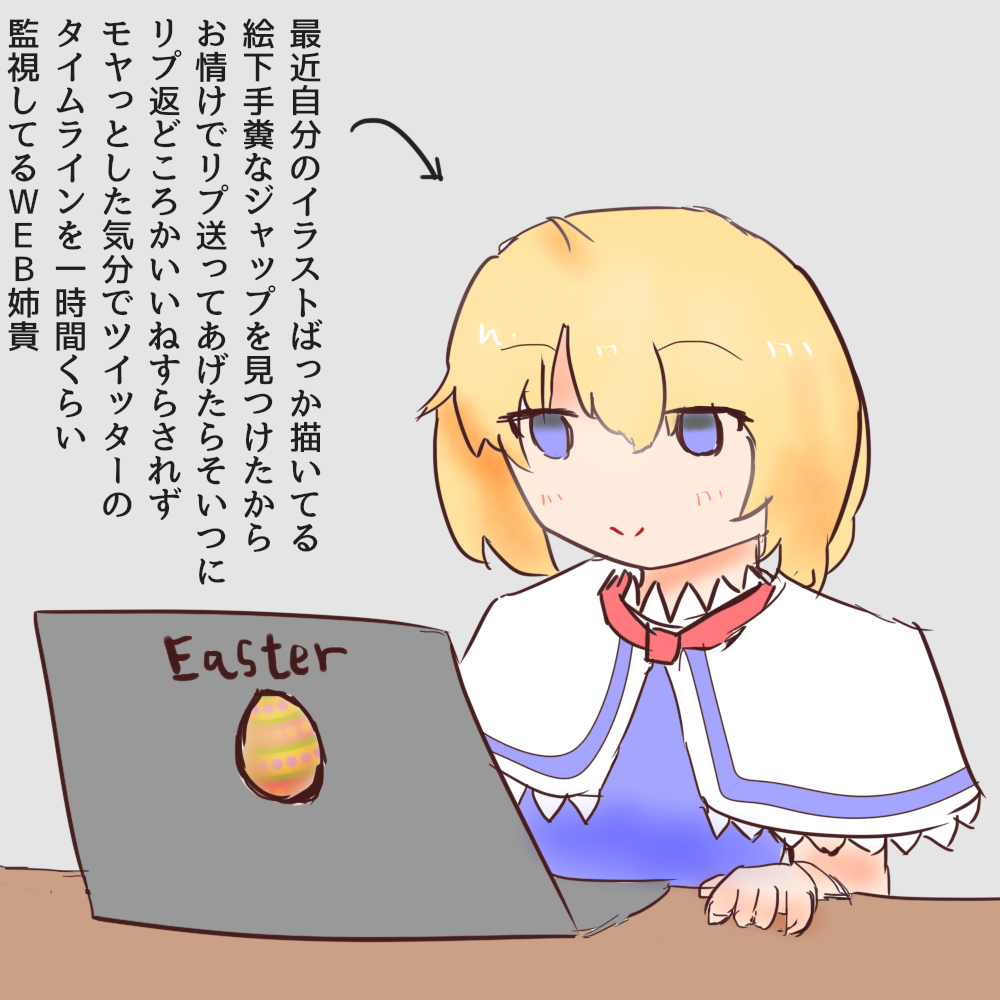 最近自分のイラストばっか描いてる
絵下手糞なジャップを見つけたから
お情けでリプ送ってあげたらそいつに
リプ返どころかいいねすらされず
モヤっとした気分でツイッターの
タイムラインを一時間くらい
監視してるＷＥＢ姉貴
Easter